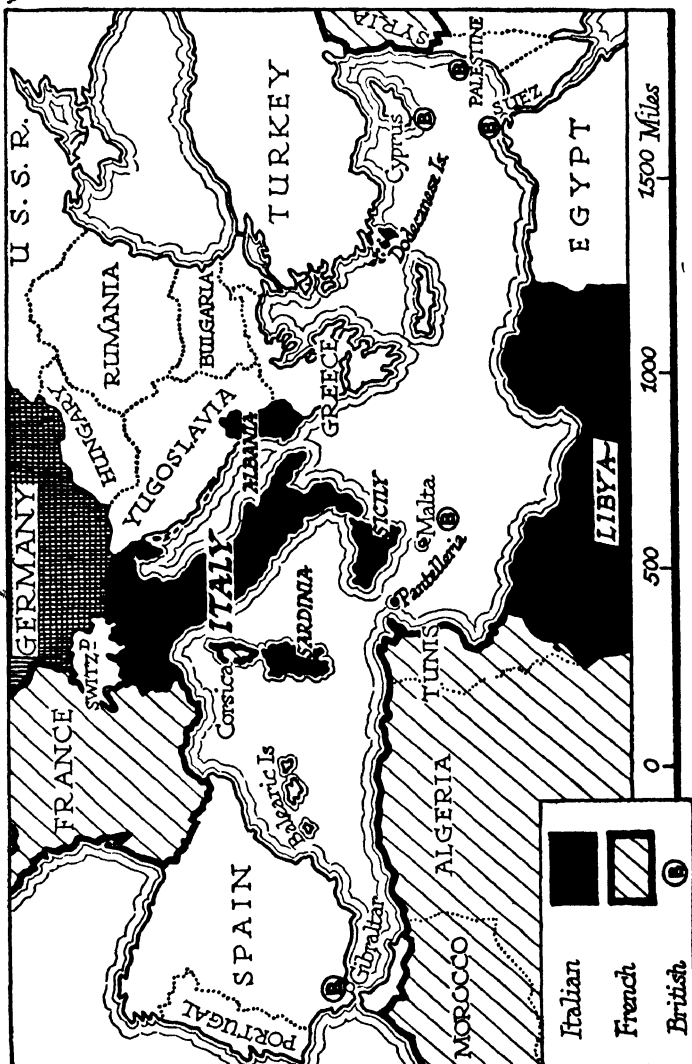 U. S. S. R.
GERMANY
FRANCE
SWITZD
HUNGARY
RUMANIA
YUGOSLAVIA
BULGARIA
ITALY
ALBANIA
GREECE
TURKEY
SYRIA
PORTUGAL
SPAIN
Balearic Is
Corsica
SARDINIA
SICILY
Gibraltar
B
Pantelleria
Malta
B
Dodecanese Is.
Cyprus
B
B
PALESTINE
SUEZ
B
MOROCCO
ALGERIA
TUNIS
LIBYA
EGYPT
Italian
French
British B
0 500 1000 1500 Miles